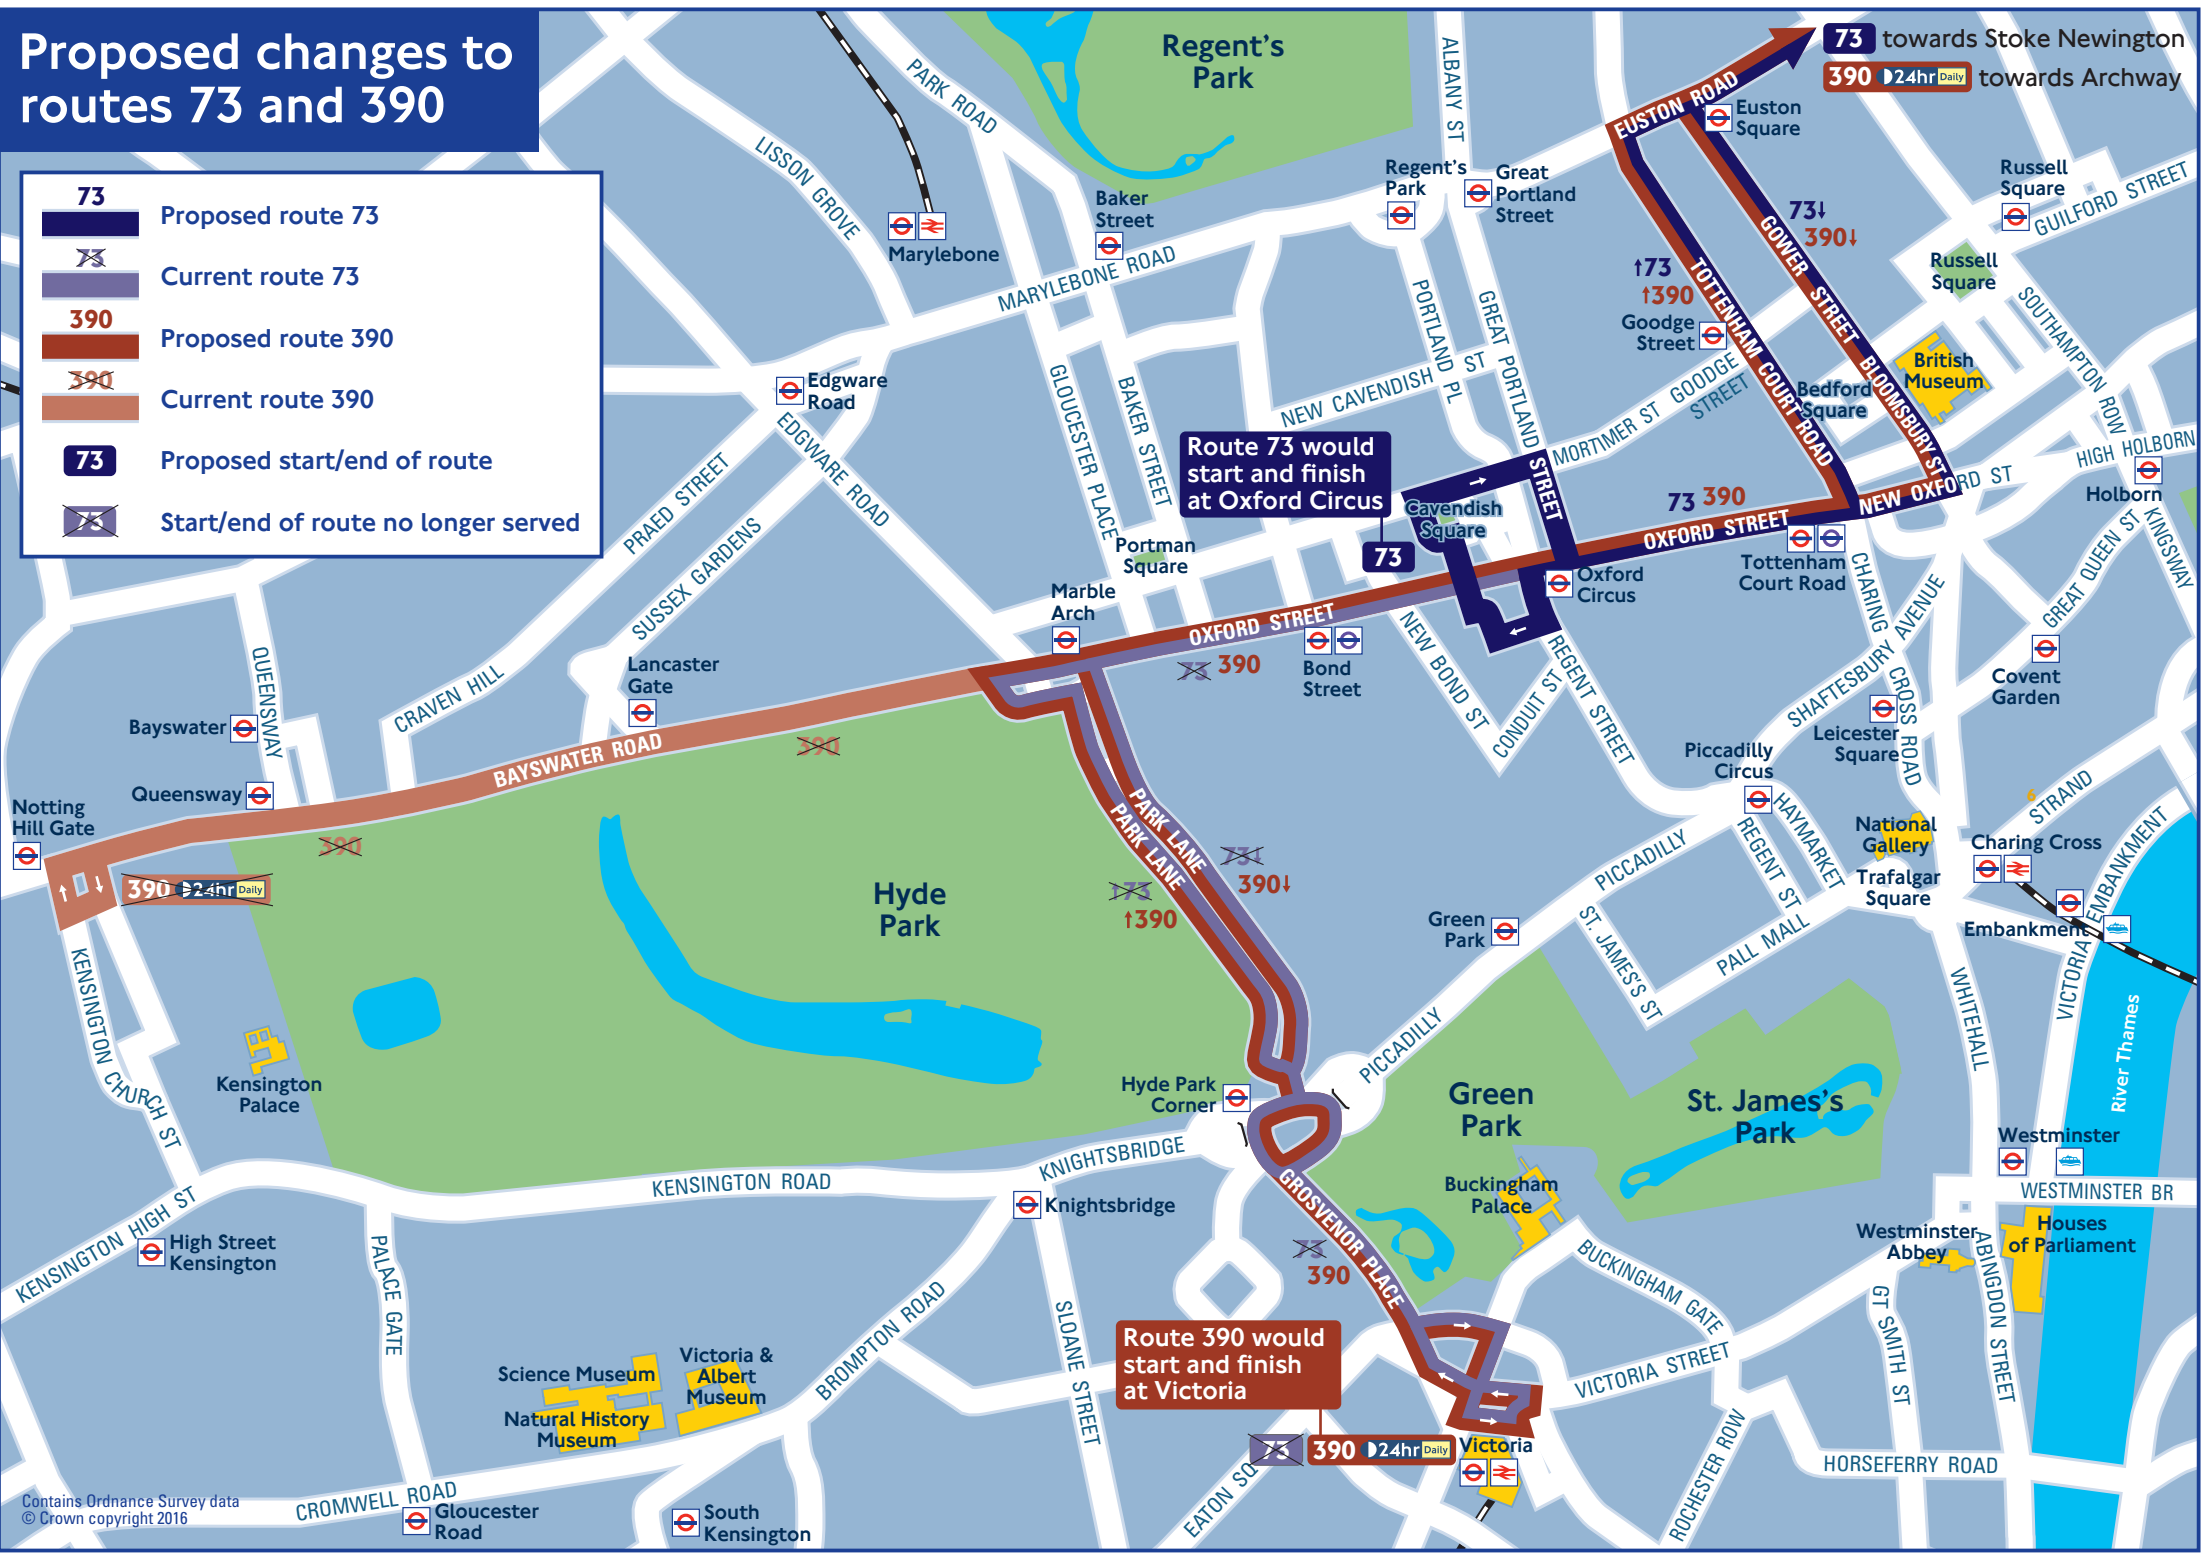 Proposed changes to
routes 73 and 390
73
Proposed route 73
73
Current route 73
390
Proposed route 390
390
Current route 390
73
Proposed start/end of route
73
Start/end of route no longer served
73 towards Stoke Newington
390 24hr Daily towards Archway
Regent's
Park
ALBANY ST
PARK ROAD
LISSON GROVE
EUSTON ROAD
Euston
Square
Regent's
Park
Great
Portland
Street
Russell
Square
GUILFORD STREET
Baker
Street
Marylebone
MARYLEBONE ROAD
73↓
390↓
↑73
↑390
GOWER STREET
Russell
Square
SOUTHAMPTON ROW
PORTLAND PL
GREAT PORTLAND
STREET
TOTTENHAM COURT ROAD
Goodge
Street
GOODGE
STREET
MORTIMER ST
Bedford
Square
BLOOMSBURY ST
British
Museum
Edgware
Road
EDGWARE ROAD
GLOUCESTER PLACE
BAKER STREET
NEW CAVENDISH ST
Route 73 would
start and finish
at Oxford Circus
Cavendish
Square
73
73 390
OXFORD STREET
NEW OXFORD ST
HIGH HOLBORN
Holborn
KINGSWAY
PRAED STREET
SUSSEX GARDENS
Portman
Square
Marble
Arch
OXFORD STREET
73 390
Bond
Street
Oxford
Circus
Tottenham
Court Road
CHARING CROSS ROAD
SHAFTESBURY AVENUE
GREAT QUEEN ST
Covent
Garden
NEW BOND ST
CONDUIT ST
REGENT STREET
Leicester
Square
QUEENSWAY
CRAVEN HILL
Lancaster
Gate
Bayswater
Queensway
BAYSWATER ROAD
390
390
Notting
Hill Gate
390 24hr Daily
Piccadilly
Circus
HAYMARKET
REGENT ST
National
Gallery
Trafalgar
Square
6
STRAND
Charing Cross
Embankment
VICTORIA EMBANKMENT
PARK LANE
PARK LANE
73↓
390↓
↑73
↑390
Hyde
Park
PICCADILLY
Green
Park
ST. JAMES'S ST
PALL MALL
WHITEHALL
River Thames
KENSINGTON CHURCH ST
Kensington
Palace
Hyde Park
Corner
PICCADILLY
Green
Park
St. James's
Park
Westminster
WESTMINSTER BR
KNIGHTSBRIDGE
KENSINGTON ROAD
Knightsbridge
GROSVENOR PLACE
73
390
Buckingham
Palace
BUCKINGHAM GATE
Westminster
Abbey
Houses
of Parliament
ABINGDON STREET
GT SMITH ST
KENSINGTON HIGH ST
High Street
Kensington
PALACE GATE
BROMPTON ROAD
SLOANE STREET
Route 390 would
start and finish
at Victoria
73 390 24hr Daily
Victoria
VICTORIA STREET
Science Museum
Natural History
Museum
Victoria &
Albert
Museum
EATON SQ
ROCHESTER ROW
HORSEFERRY ROAD
CROMWELL ROAD
Gloucester
Road
South
Kensington
Contains Ordnance Survey data
© Crown copyright 2016